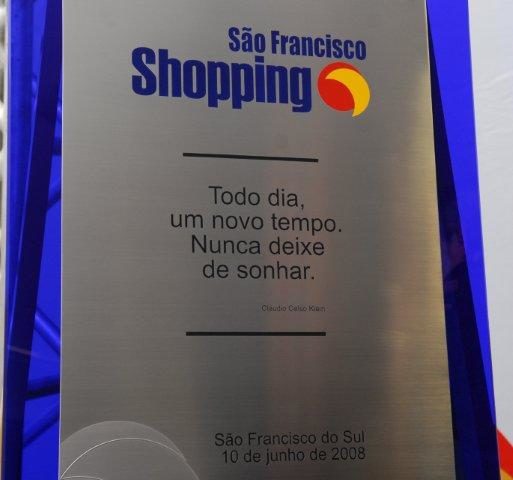 São Francisco
Shopping
Todo dia,
um novo tempo.
Nunca deixe
de sonhar.
Claudio Celso Klein
São Francisco do Sul
10 de junho de 2008